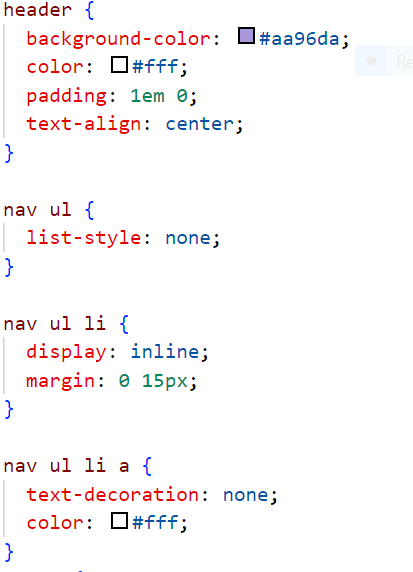 header {
background-color: #aa96da;
color: #fff;
padding: 1em 0;
text-align: center;
}
nav ul {
list-style: none;
}
nav ul li {
display: inline;
margin: 0 15px;
}
nav ul li a {
text-decoration: none;
color: #fff;
}